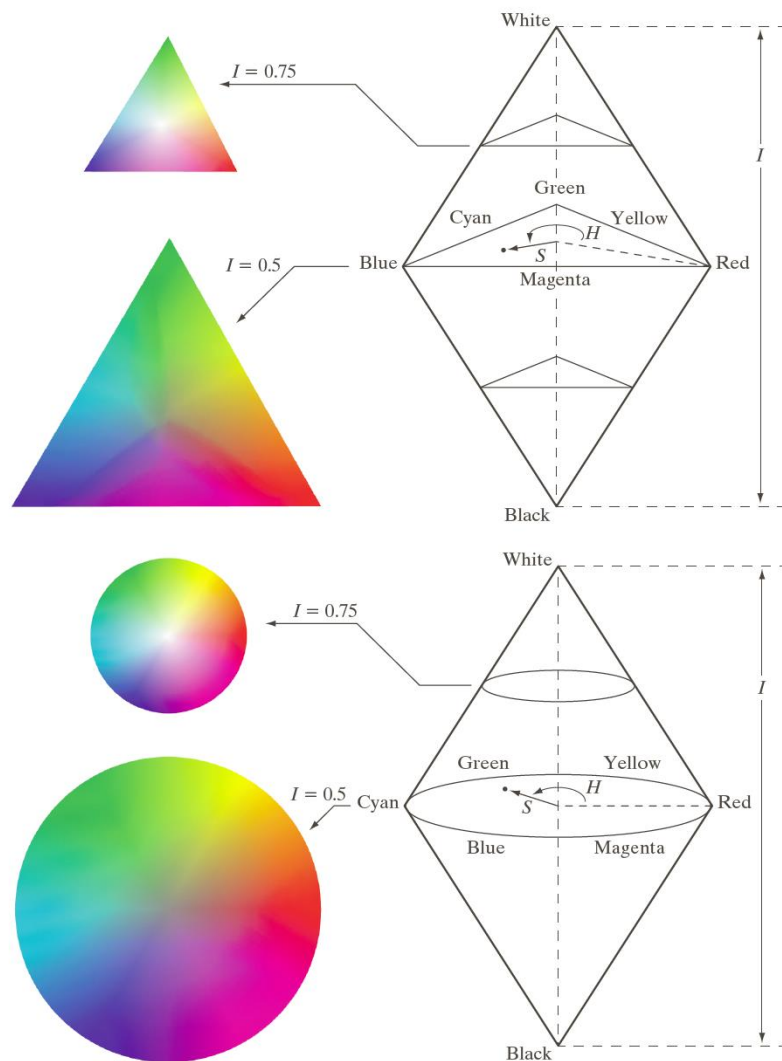 White
I = 0.75
I
Green
Cyan Yellow
H
I = 0.5 Blue S Red
Magenta
Black
White
I = 0.75
I
Green Yellow
I = 0.5 Cyan S H Red
Blue Magenta
Black